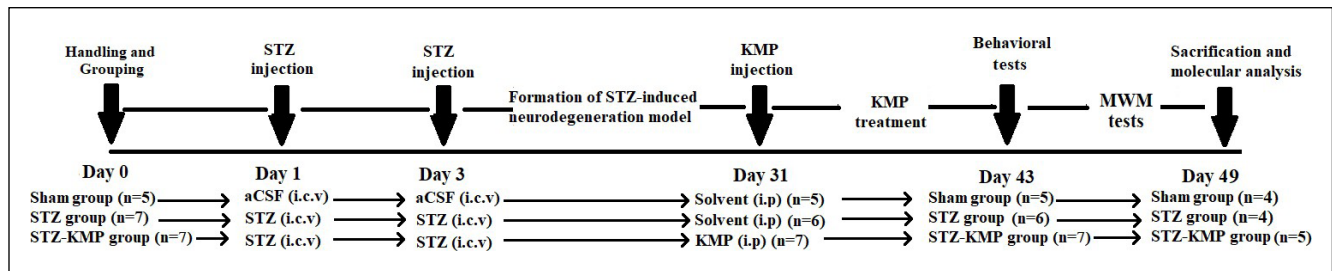 Handling and
Grouping
STZ
injection
STZ
injection
Formation of STZ-induced
neurodegeneration model
KMP
injection
KMP
treatment
Behavioral
tests
MWM
tests
Sacrification and
molecular analysis
Day 0
Day 1
Day 3
Day 31
Day 43
Day 49
Sham group (n=5) aCSF (i.c.v) aCSF (i.c.v) Solvent (i.p) (n=5) Sham group (n=5) Sham group (n=4)
STZ group (n=7) STZ (i.c.v) STZ (i.c.v) Solvent (i.p) (n=6) STZ group (n=6) STZ group (n=4)
STZ-KMP group (n=7) STZ (i.c.v) STZ (i.c.v) KMP (i.p) (n=7) STZ-KMP group (n=7) STZ-KMP group (n=5)